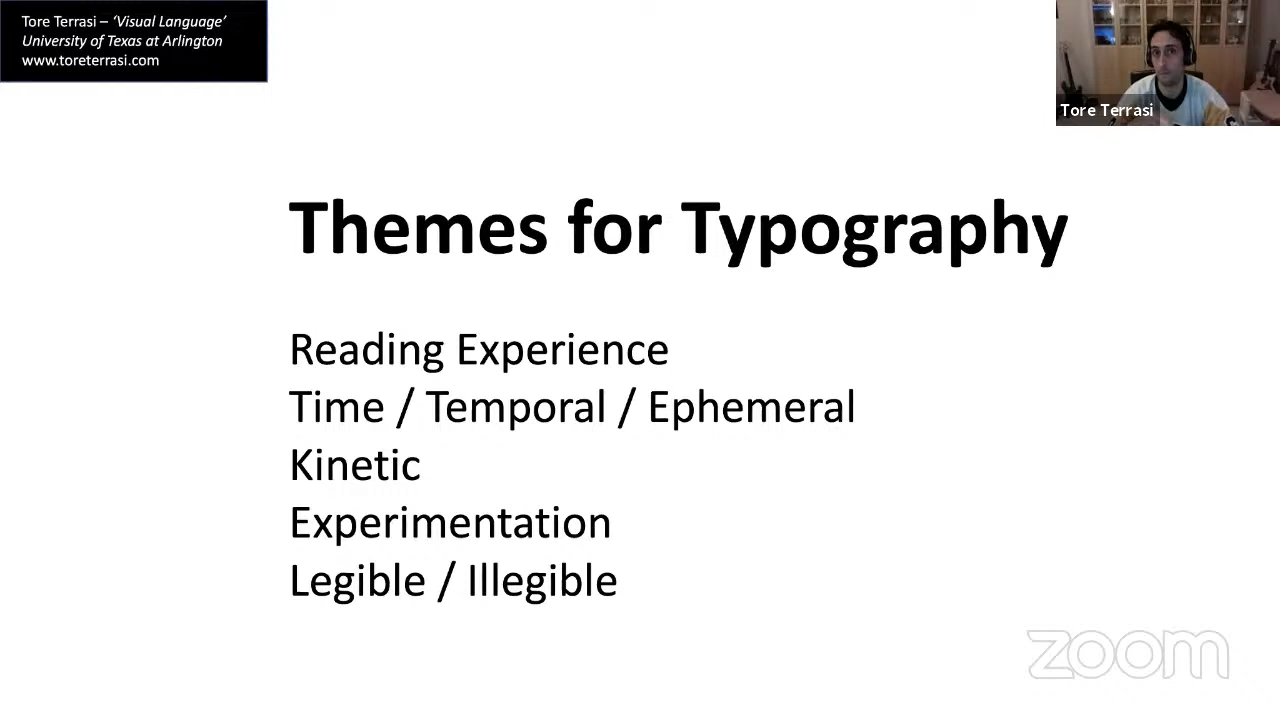 Tore Terrasi – ‘Visual Language’
University of Texas at Arlington
www.toreterrasi.com
Tore Terrasi
Themes for Typography
Reading Experience
Time / Temporal / Ephemeral
Kinetic
Experimentation
Legible / Illegible
zoom